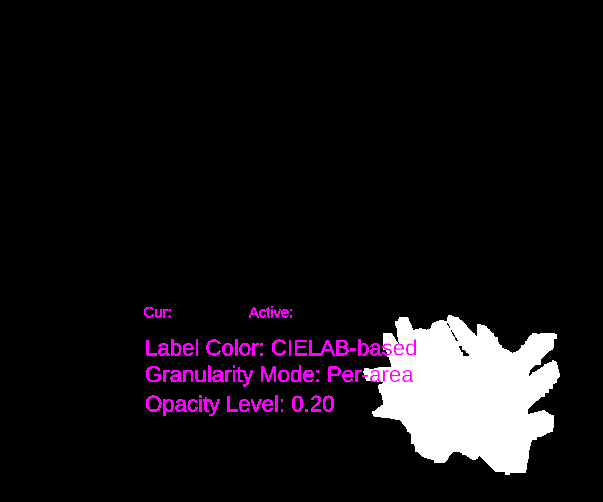 Cur: Active:
Label Color: CIELAB-based
Granularity Mode: Per-area
Opacity Level: 0.20